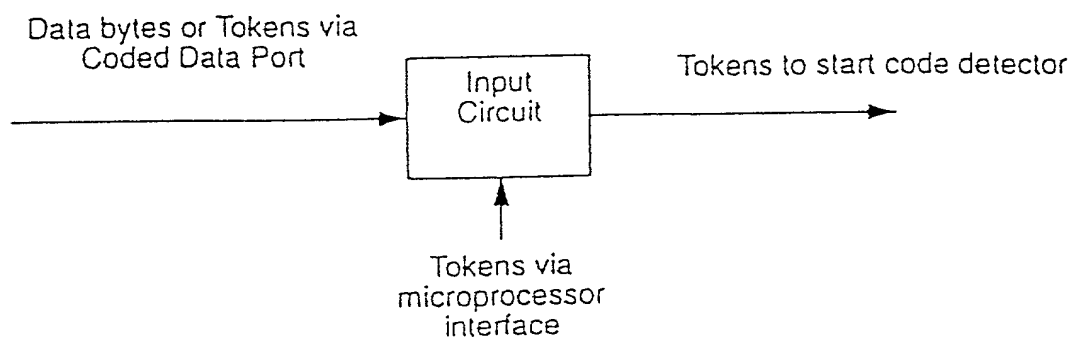 Data bytes or Tokens via
Coded Data Port
Input
Circuit
Tokens to start code detector
Tokens via
microprocessor
interface